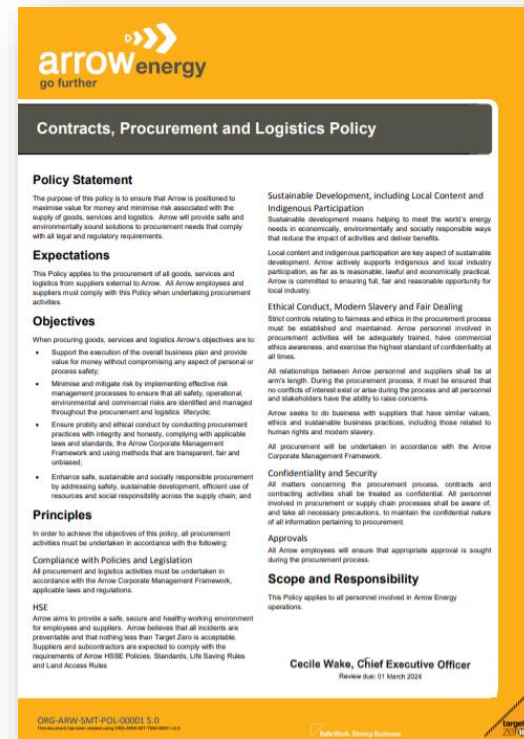 arrow energy
go further
Contracts, Procurement and Logistics Policy
Policy Statement
The purpose of this policy is to ensure that Arrow is positioned to
maximise value for money and minimise risk associated with the
supply of goods, services and logistics. Arrow will provide safe and
environmentally sound solutions to procurement needs that comply
with all legal and regulatory requirements.
Expectations
This Policy applies to the procurement of all goods, services and
logistics from suppliers external to Arrow. All Arrow employees and
suppliers must comply with this Policy when undertaking procurement
activities.
Objectives
When procuring goods, services and logistics Arrow's objectives are to:
• Support the execution of the overall business plan and provide
value for money without compromising any aspect of personal or
process safety;
• Minimise and mitigate risk by implementing effective risk
management processes to ensure that all safety, operational,
environmental and commercial risks are identified and managed
throughout the procurement and logistics lifecycle;
• Ensure probity and ethical conduct by conducting procurement
practices with integrity and honesty, complying with applicable
laws and standards, the Arrow Corporate Management
Framework and using methods that are transparent, fair and
unbiased;
• Enhance safe, sustainable and socially responsible procurement
by addressing safety, sustainable development, efficient use of
resources and social responsibility across the supply chain; and
Principles
In order to achieve the objectives of this policy, all procurement
activities must be undertaken in accordance with the following:
Compliance with Policies and Legislation
All procurement and logistics activities must be undertaken in
accordance with the Arrow Corporate Management Framework,
applicable laws and regulations.
HSE
Arrow aims to provide a safe, secure and healthy working environment
for employees and suppliers. Arrow believes that all incidents are
preventable and that nothing less than Target Zero is acceptable.
Suppliers and subcontractors are expected to comply with the
requirements of Arrow HSSE Policies, Standards, Life Saving Rules
and Land Access Rules
Sustainable Development, including Local Content and
Indigenous Participation
Sustainable development means helping to meet the world's energy
needs in economically, environmentally and socially responsible ways
that reduce the impact of activities and deliver benefits.
Local content and indigenous participation are key aspect of sustainable
development. Arrow actively supports indigenous and local industry
participation, as far as is reasonable, lawful and economically practical.
Arrow is committed to ensuring full, fair and reasonable opportunity for
local industry.
Ethical Conduct, Modern Slavery and Fair Dealing
Strict controls relating to fairness and ethics in the procurement process
must be established and maintained. Arrow personnel involved in
procurement activities will be adequately trained, have commercial
ethics awareness, and exercise the highest standard of confidentiality at
all times.
All relationships between Arrow personnel and suppliers shall be at
arm's length. During the procurement process, it must be ensured that
no conflicts of interest exist or arise during the process and all personnel
and stakeholders have the ability to raise concerns.
Arrow seeks to do business with suppliers that have similar values,
ethics and sustainable business practices, including those related to
human rights and modern slavery.
All procurement will be undertaken in accordance with the Arrow
Corporate Management Framework.
Confidentiality and Security
All matters concerning the procurement process, contracts and
contracting activities shall be treated as confidential. All personnel
involved in procurement or supply chain processes shall be aware of,
and take all necessary precautions, to maintain the confidential nature
of all information pertaining to procurement.
Approvals
All Arrow employees will ensure that appropriate approval is sought
during the procurement process.
Scope and Responsibility
This Policy applies to all personnel involved in Arrow Energy
operations.
Cecile Wake, Chief Executive Officer
Review due: 01 March 2024
ORG-ARW-SMT-POL-00001 5.0
Safe Work. Strong Business.
target
zero